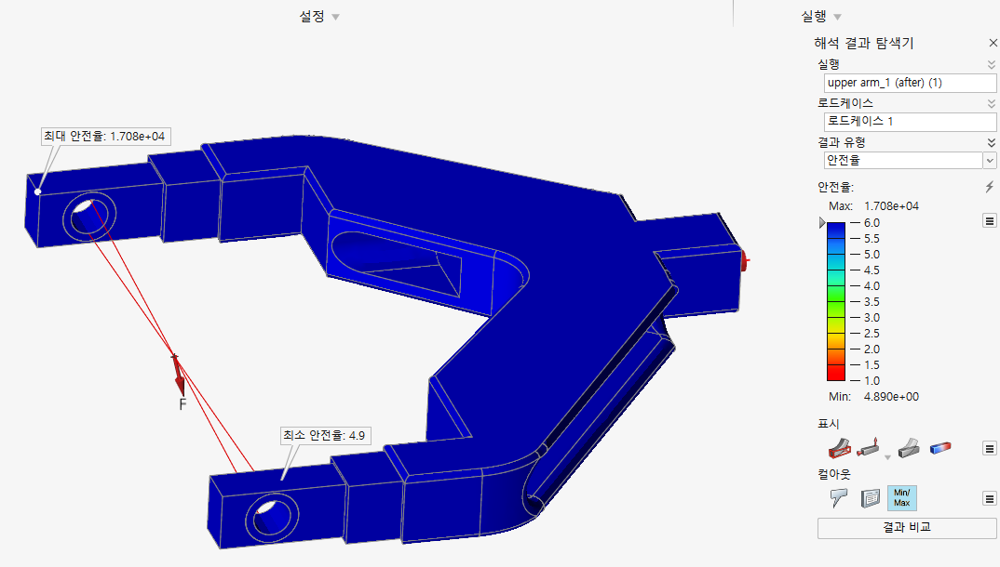 설정
실행
해석 결과 탐색기
실행
upper arm_1 (after) (1)
로드케이스
로드케이스 1
결과 유형
안전율
안전율:
Max: 1.708e+04
6.0
5.5
5.0
4.5
4.0
3.5
3.0
2.5
2.0
1.5
1.0
Min: 4.890e+00
표시
컬아웃
Min/
Max
결과 비교
최대 안전율: 1.708e+04
F
최소 안전율: 4.9